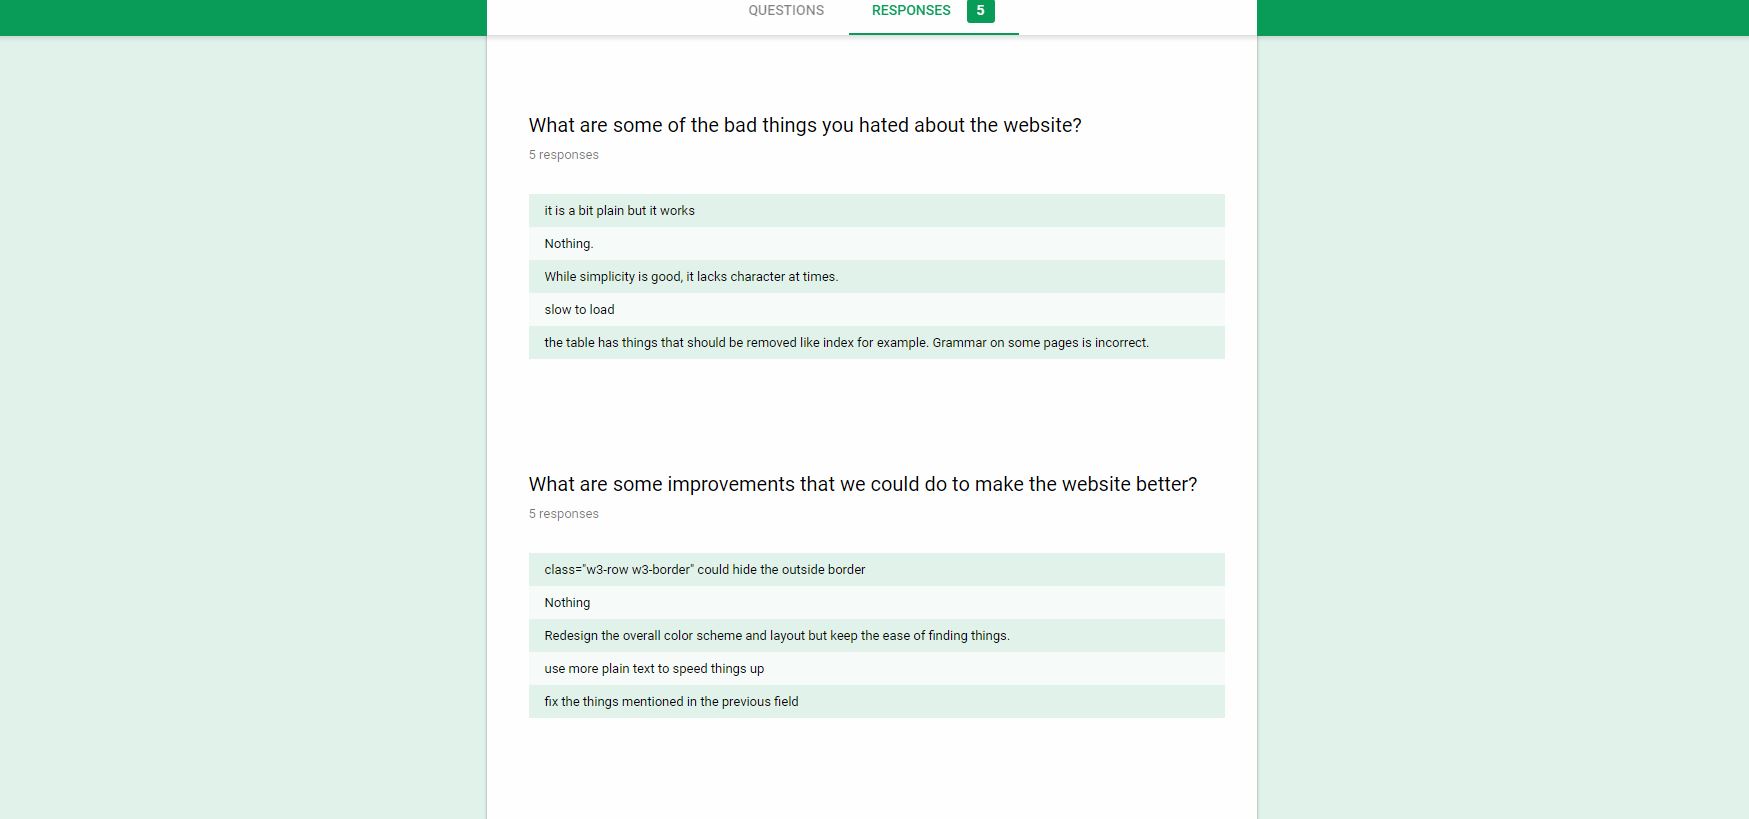 QUESTIONS RESPONSES 5
What are some of the bad things you hated about the website?
5 responses
it is a bit plain but it works
Nothing.
While simplicity is good, it lacks character at times.
slow to load
the table has things that should be removed like index for example. Grammar on some pages is incorrect.
What are some improvements that we could do to make the website better?
5 responses
class="w3-row w3-border" could hide the outside border
Nothing
Redesign the overall color scheme and layout but keep the ease of finding things.
use more plain text to speed things up
fix the things mentioned in the previous field